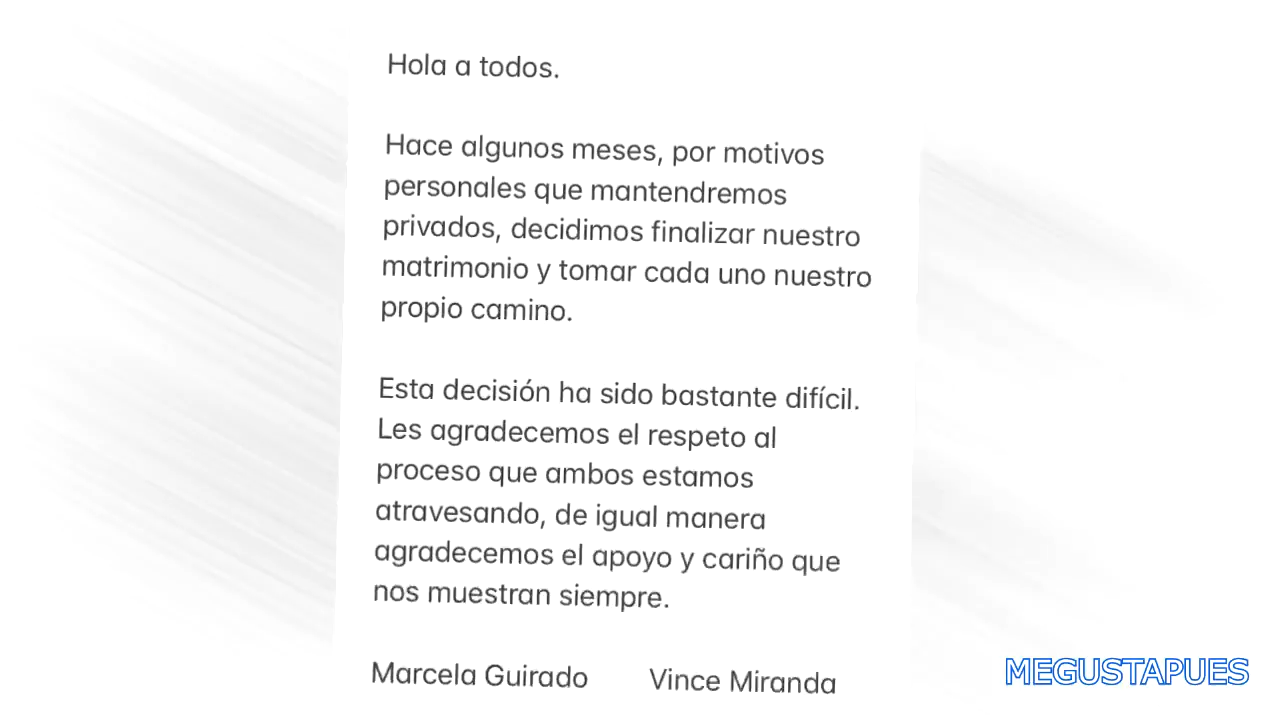 Hola a todos.
Hace algunos meses, por motivos
personales que mantendremos
privados, decidimos finalizar nuestro
matrimonio y tomar cada uno nuestro
propio camino.
Esta decisión ha sido bastante difícil.
Les agradecemos el respeto al
proceso que ambos estamos
atravesando, de igual manera
agradecemos el apoyo y cariño que
nos muestran siempre.
Marcela Guirado Vince Miranda
MEGUSTAPUES